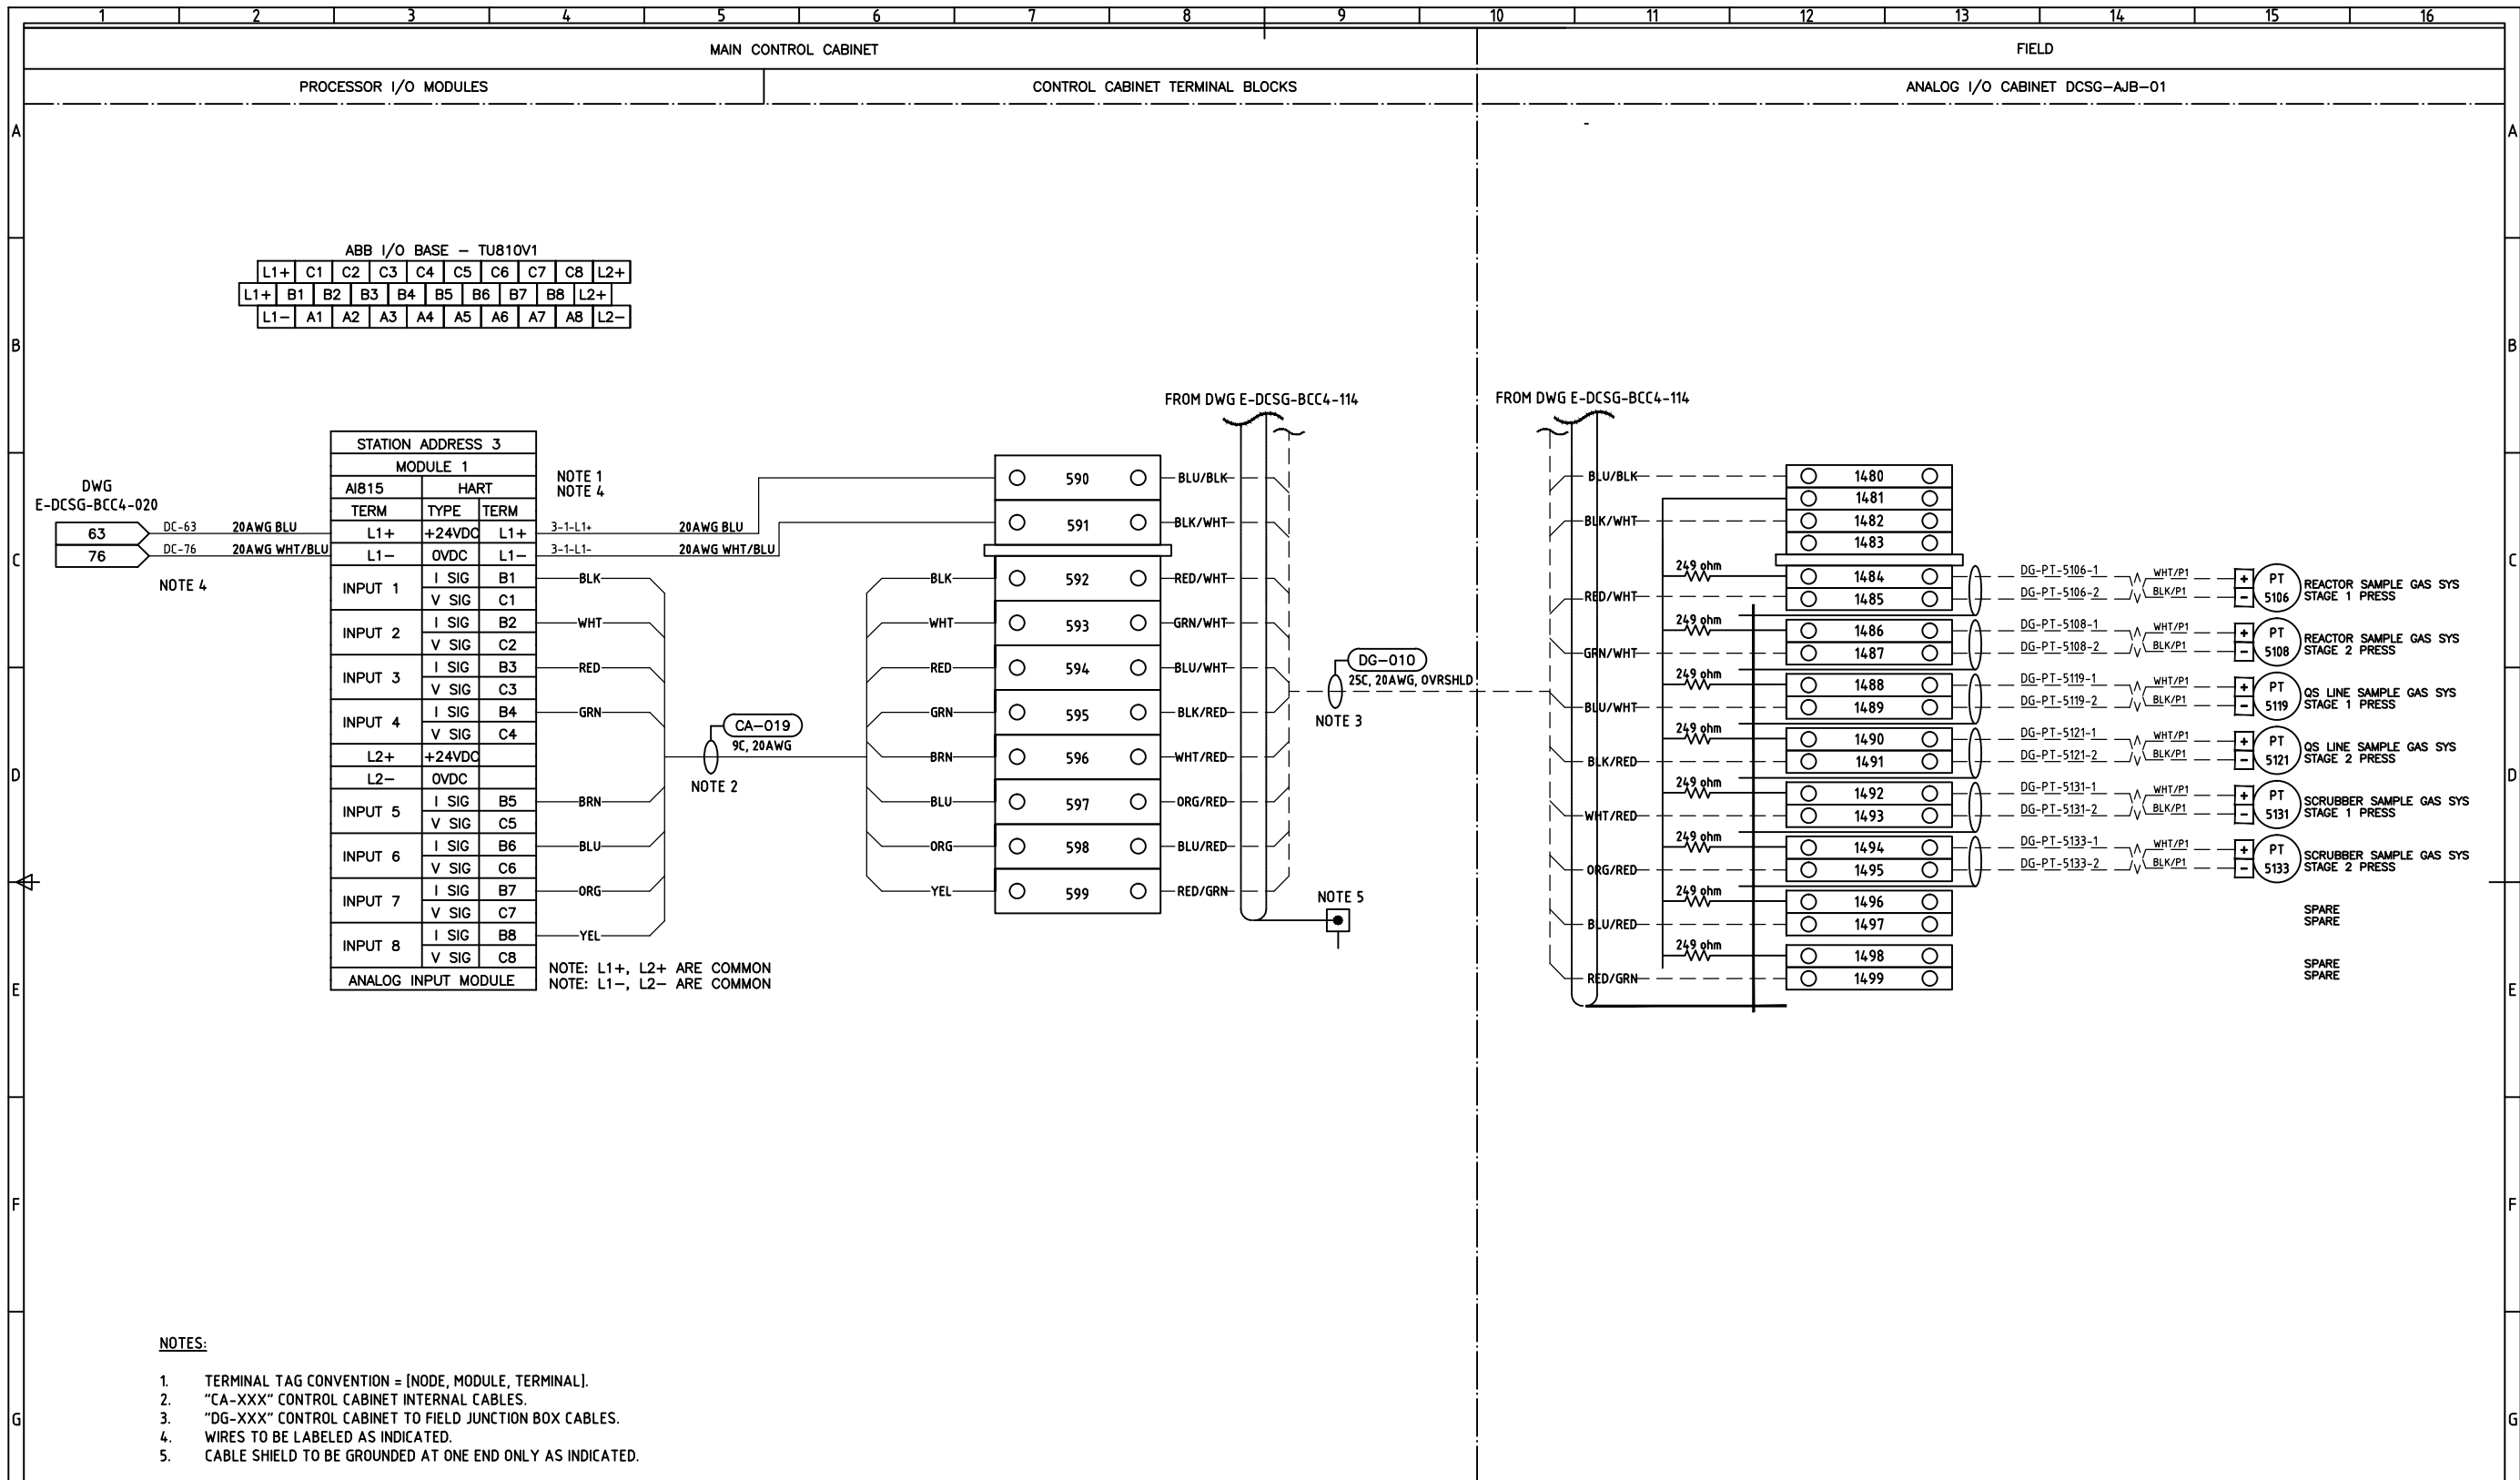 1 2 3 4 5 6 7 8 9 10 11 12 13 14 15 16
MAIN CONTROL CABINET
FIELD
PROCESSOR I/O MODULES
CONTROL CABINET TERMINAL BLOCKS
ANALOG I/O CABINET DCSG-AJB-01
A
A
B
B
C
C
D
D
E
E
F
F
G
G
ABB I/O BASE - TU810V1
L1+ C1 C2 C3 C4 C5 C6 C7 C8 L2+
L1+ B1 B2 B3 B4 B5 B6 B7 B8 L2+
L1- A1 A2 A3 A4 A5 A6 A7 A8 L2-
DWG
E-DCSG-BCC4-020
63 DC-63 20AWG BLU
76 DC-76 20AWG WHT/BLU
NOTE 4
STATION ADDRESS 3
MODULE 1
AI815 HART
TERM TYPE TERM
L1+ +24VDC L1+
L1- 0VDC L1-
INPUT 1 I SIG B1
V SIG C1
INPUT 2 I SIG B2
V SIG C2
INPUT 3 I SIG B3
V SIG C3
INPUT 4 I SIG B4
V SIG C4
L2+ +24VDC
L2- 0VDC
INPUT 5 I SIG B5
V SIG C5
INPUT 6 I SIG B6
V SIG C6
INPUT 7 I SIG B7
V SIG C7
INPUT 8 I SIG B8
V SIG C8
ANALOG INPUT MODULE
NOTE 1
NOTE 4
3-1-L1+ 20AWG BLU
3-1-L1- 20AWG WHT/BLU
BLK
WHT
RED
GRN
BRN
BLU
ORG
YEL
NOTE: L1+, L2+ ARE COMMON
NOTE: L1-, L2- ARE COMMON
CA-019
9C, 20AWG
NOTE 2
FROM DWG E-DCSG-BCC4-114
590 BLU/BLK
591 BLK/WHT
BLK 592 RED/WHT
WHT 593 GRN/WHT
RED 594 BLU/WHT
GRN 595 BLK/RED
BRN 596 WHT/RED
BLU 597 ORG/RED
ORG 598 BLU/RED
YEL 599 RED/GRN
DG-010
25C, 20AWG, OVRSHLD
NOTE 3
NOTE 5
FROM DWG E-DCSG-BCC4-114
BLU/BLK 1480
1481
BLK/WHT 1482
1483
249 ohm 1484 DG-PT-5106-1 WHT/P1 +
RED/WHT 1485 DG-PT-5106-2 BLK/P1 -
PT 5106
REACTOR SAMPLE GAS SYS
STAGE 1 PRESS
249 ohm 1486 DG-PT-5108-1 WHT/P1 +
GRN/WHT 1487 DG-PT-5108-2 BLK/P1 -
PT 5108
REACTOR SAMPLE GAS SYS
STAGE 2 PRESS
249 ohm 1488 DG-PT-5119-1 WHT/P1 +
BLU/WHT 1489 DG-PT-5119-2 BLK/P1 -
PT 5119
QS LINE SAMPLE GAS SYS
STAGE 1 PRESS
249 ohm 1490 DG-PT-5121-1 WHT/P1 +
BLK/RED 1491 DG-PT-5121-2 BLK/P1 -
PT 5121
QS LINE SAMPLE GAS SYS
STAGE 2 PRESS
249 ohm 1492 DG-PT-5131-1 WHT/P1 +
WHT/RED 1493 DG-PT-5131-2 BLK/P1 -
PT 5131
SCRUBBER SAMPLE GAS SYS
STAGE 1 PRESS
249 ohm 1494 DG-PT-5133-1 WHT/P1 +
ORG/RED 1495 DG-PT-5133-2 BLK/P1 -
PT 5133
SCRUBBER SAMPLE GAS SYS
STAGE 2 PRESS
249 ohm 1496 SPARE
BLU/RED 1497 SPARE
249 ohm 1498 SPARE
RED/GRN 1499 SPARE
NOTES:
1. TERMINAL TAG CONVENTION = [NODE, MODULE, TERMINAL].
2. "CA-XXX" CONTROL CABINET INTERNAL CABLES.
3. "DG-XXX" CONTROL CABINET TO FIELD JUNCTION BOX CABLES.
4. WIRES TO BE LABELED AS INDICATED.
5. CABLE SHIELD TO BE GROUNDED AT ONE END ONLY AS INDICATED.